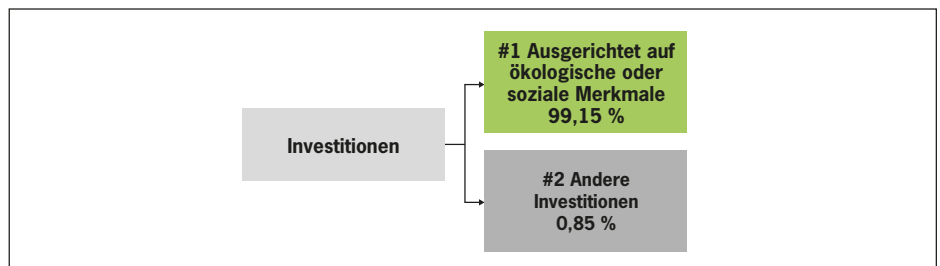 #1 Ausgerichtet auf
ökologische oder
soziale Merkmale
99,15 %
Investitionen
#2 Andere
Investitionen
0,85 %